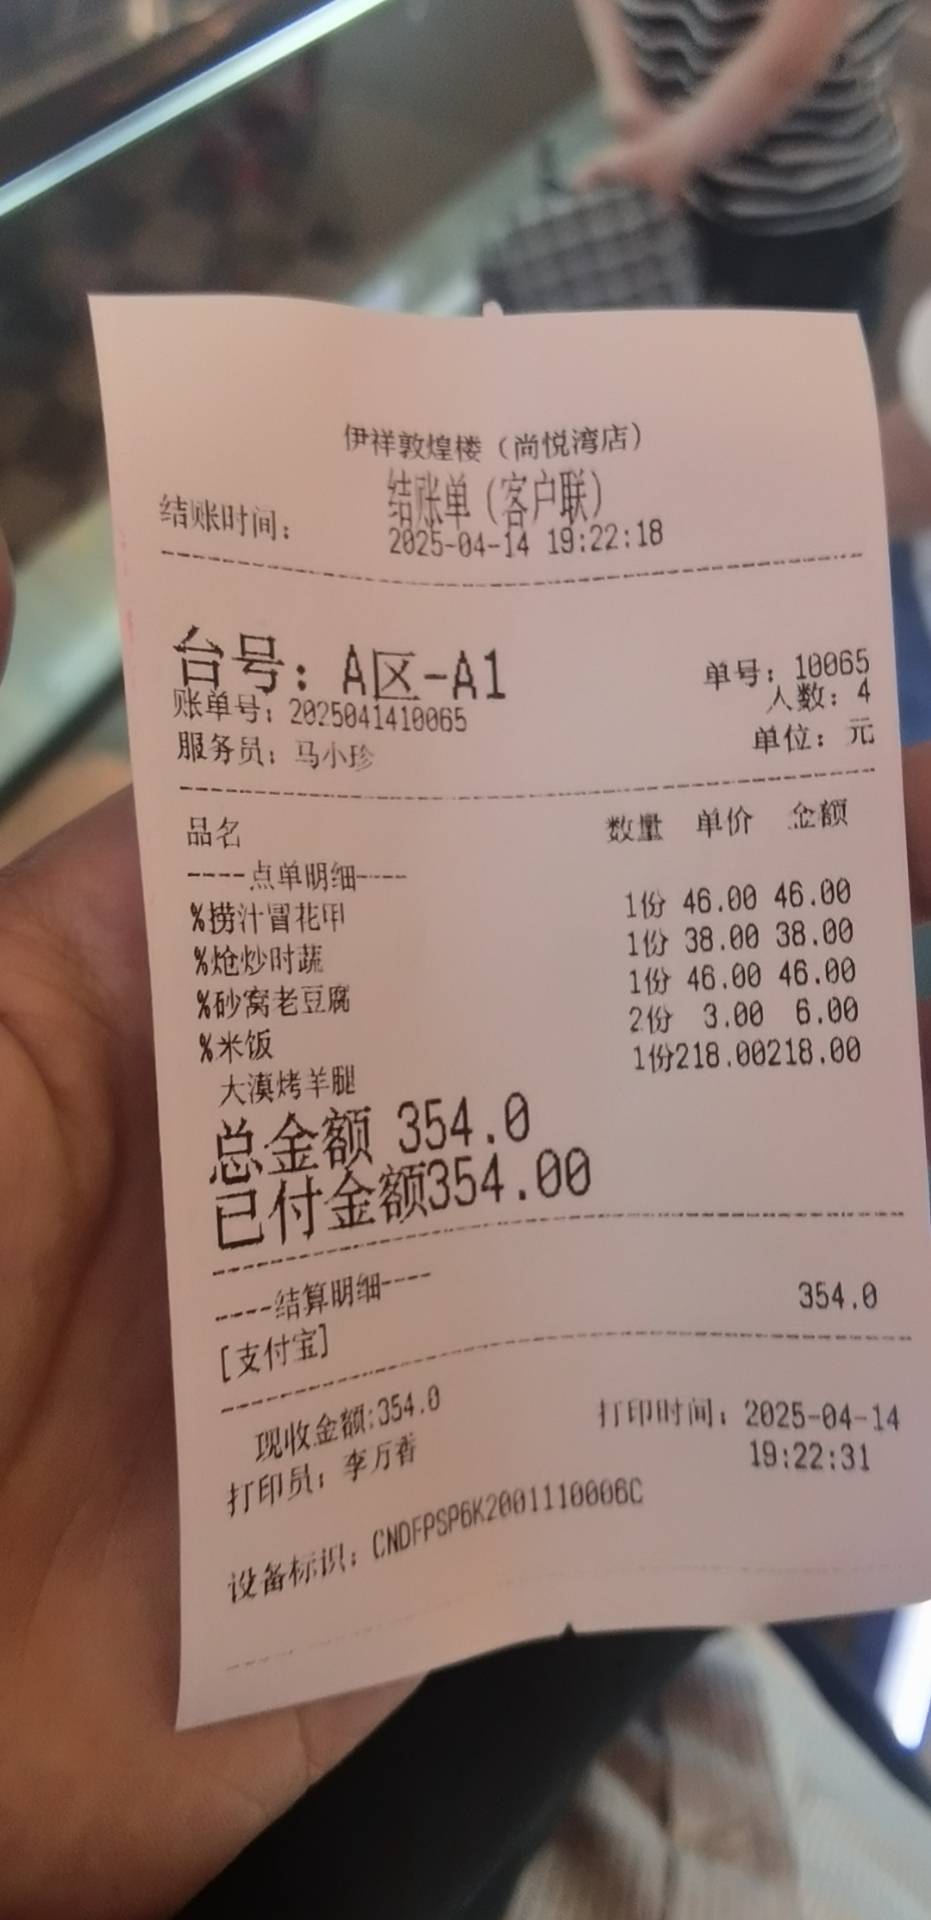 伊祥敦煌楼（尚悦湾店）
结账单（客户联）
结账时间： 2025-04-14 19:22:18
台号：A区-A1 单号：10065
账单号：2025041410065 人数：4
服务员：马小珍 单位：元
品名 数量 单价 金额
----点单明细----
%捞汁冒花甲 1份 46.00 46.00
%炝炒时蔬 1份 38.00 38.00
%砂窝老豆腐 1份 46.00 46.00
%米饭 2份 3.00 6.00
大漠烤羊腿 1份218.00218.00
总金额 354.0
已付金额354.00
----结算明细----
[支付宝] 354.0
现收金额:354.0
打印员：李万香 打印时间：2025-04-14
19:22:31
设备标识：CNDFPSP6K2001110006C